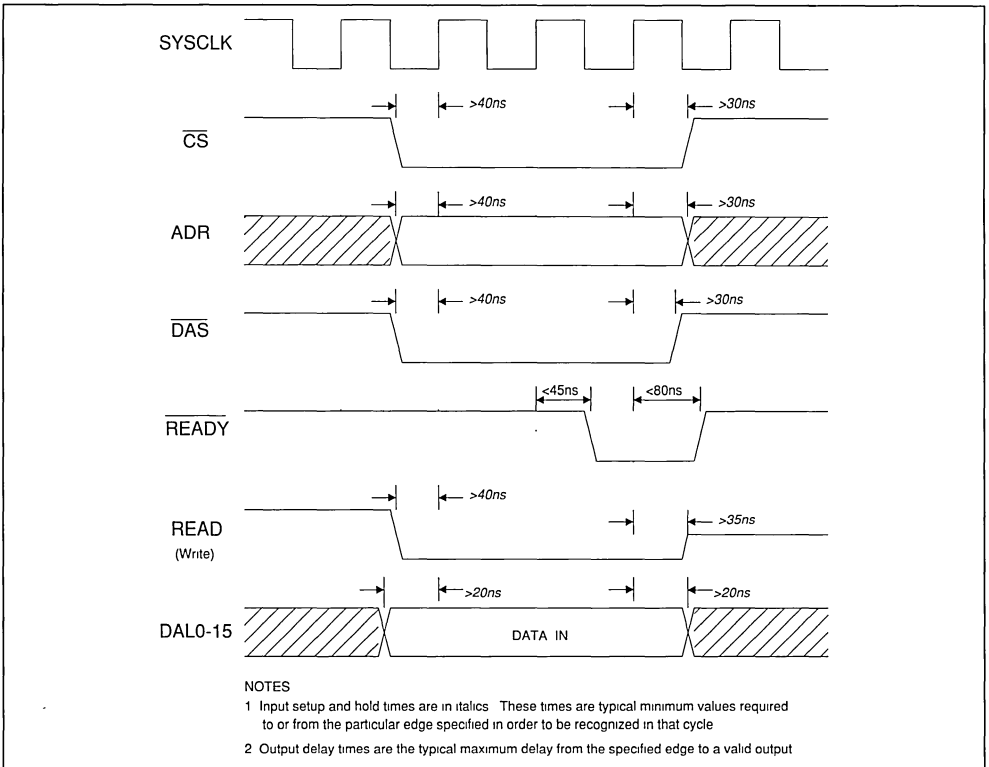 SYSCLK
>40ns >30ns
CS
>40ns >30ns
ADR
>40ns >30ns
DAS
<45ns <80ns
READY
>40ns
READ
>35ns
(Write)
>20ns >20ns
DAL0-15
DATA IN
NOTES
1 Input setup and hold times are in italics These times are typical minimum values required
to or from the particular edge specified in order to be recognized in that cycle
2 Output delay times are the typical maximum delay from the specified edge to a valid output